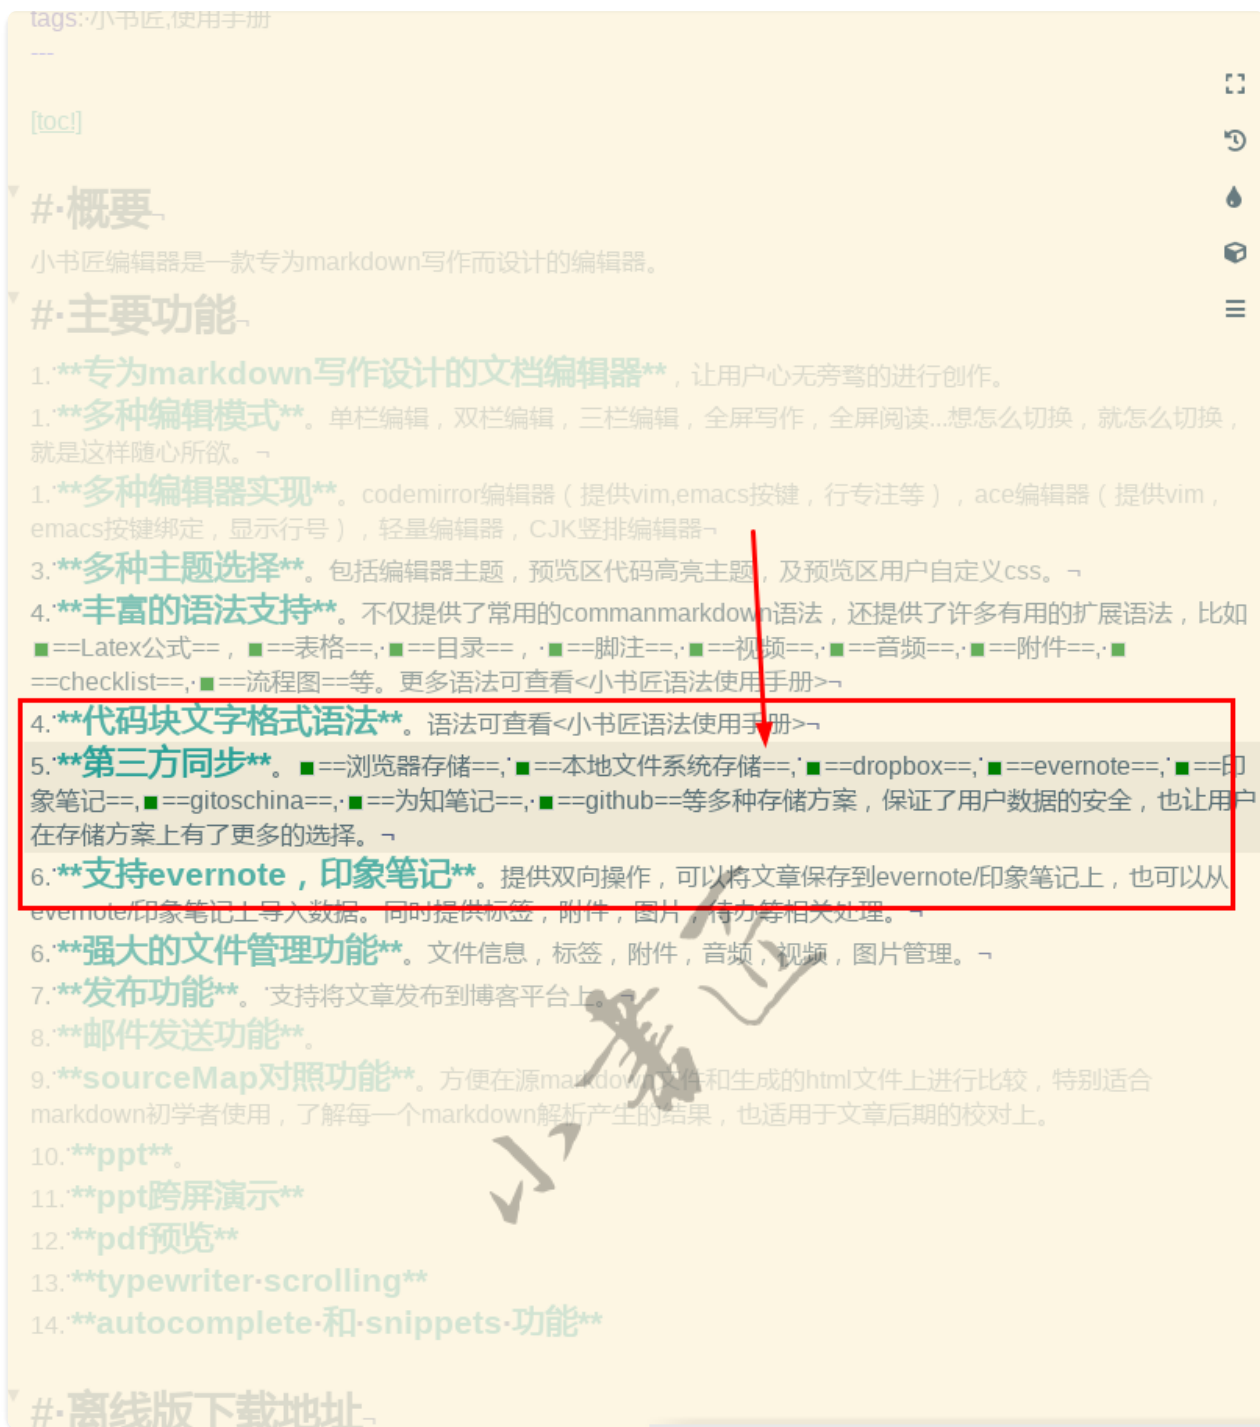 tags:·小书匠,使用手册
---
[toc!]
#·概要¬
小书匠编辑器是一款专为markdown写作而设计的编辑器。
#·主要功能¬
1.·**专为markdown写作设计的文档编辑器**，让用户心无旁骛的进行创作。
1.·**多种编辑模式**。单栏编辑，双栏编辑，三栏编辑，全屏写作，全屏阅读...想怎么切换，就怎么切换，
就是这样随心所欲。¬
1.·**多种编辑器实现**。codemirror编辑器（提供vim,emacs按键，行专注等），ace编辑器（提供vim，
emacs按键绑定，显示行号），轻量编辑器，CJK竖排编辑器¬
3.·**多种主题选择**。包括编辑器主题，预览区代码高亮主题，及预览区用户自定义css。¬
4.·**丰富的语法支持**。不仅提供了常用的commanmarkdown语法，还提供了许多有用的扩展语法，比如
■==Latex公式==，■==表格==,·■==目录==，·■==脚注==,·■==视频==,·■==音频==,·■==附件==,·■
==checklist==,·■==流程图==等。更多语法可查看<小书匠语法使用手册>¬
4.·**代码块文字格式语法**。语法可查看<小书匠语法使用手册>¬
5.·**第三方同步**。■==浏览器存储==,·■==本地文件系统存储==,·■==dropbox==,·■==evernote==,·■==印
象笔记==,■==gitoschina==,·■==为知笔记==,·■==github==等多种存储方案，保证了用户数据的安全，也让用户
在存储方案上有了更多的选择。¬
6.·**支持evernote，印象笔记**。提供双向操作，可以将文章保存到evernote/印象笔记上，也可以从
evernote/印象笔记上导入数据。同时提供标签，附件，图片，待办等相关处理。¬
6.·**强大的文件管理功能**。文件信息，标签，附件，音频，视频，图片管理。¬
7.·**发布功能**。·支持将文章发布到博客平台上。¬
8.·**邮件发送功能**。
9.·**sourceMap对照功能**。方便在源markdown文件和生成的html文件上进行比较，特别适合
markdown初学者使用，了解每一个markdown解析产生的结果，也适用于文章后期的校对上。
10.·**ppt**。
11.·**ppt跨屏演示**
12.·**pdf预览**
13.·**typewriter·scrolling**
14.·**autocomplete·和·snippets·功能**
#·离线版下载地址¬
小書匠